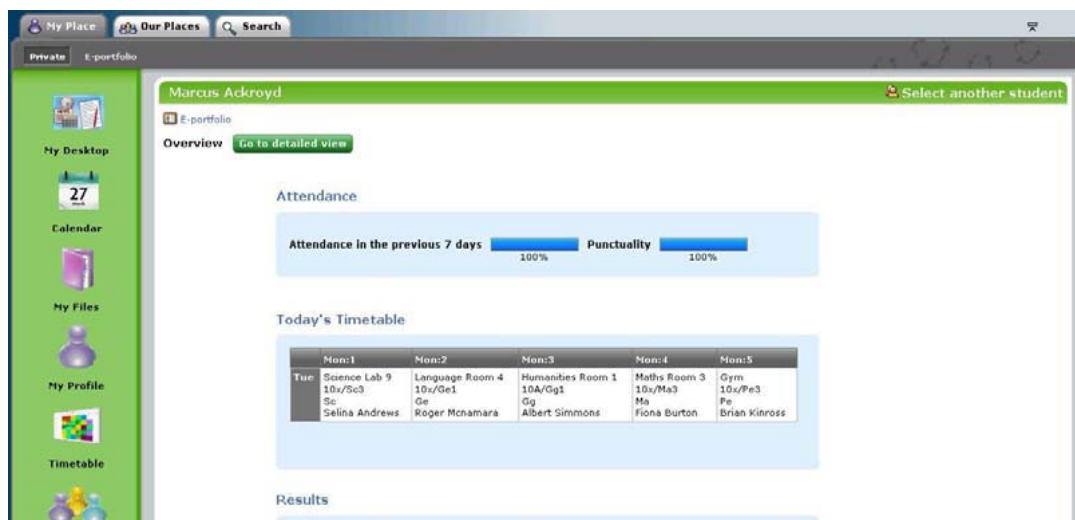 My Place Our Places Search
Private E-portfolio
Marcus Ackroyd Select another student
E-portfolio
Overview Go to detailed view
My Desktop
27
Calendar
My Files
My Profile
Timetable
Attendance
Attendance in the previous 7 days Punctuality
100% 100%
Today's Timetable
Mon:1 Mon:2 Mon:3 Mon:4 Mon:5
Tue Science Lab 9 Language Room 4 Humanities Room 1 Maths Room 3 Gym
10x/Sc3 10x/Ge1 10A/Gg1 10x/Ma3 10x/Pe3
Sc Ge Gg Ma Pe
Selina Andrews Roger Mcnamara Albert Simmons Fiona Burton Brian Kinross
Results